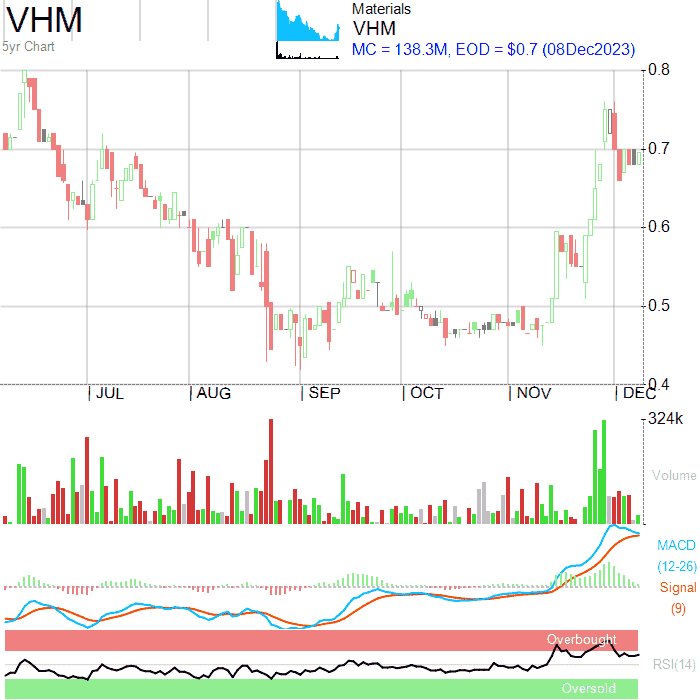 VHM
5yr Chart
Materials
VHM
MC = 138.3M, EOD = $0.7 (08Dec2023)
0.8
0.7
0.6
0.5
0.4
JUL AUG SEP OCT NOV DEC
324k
Volume
MACD
(12-26)
Signal
(9)
Overbought
RSI(14)
Oversold